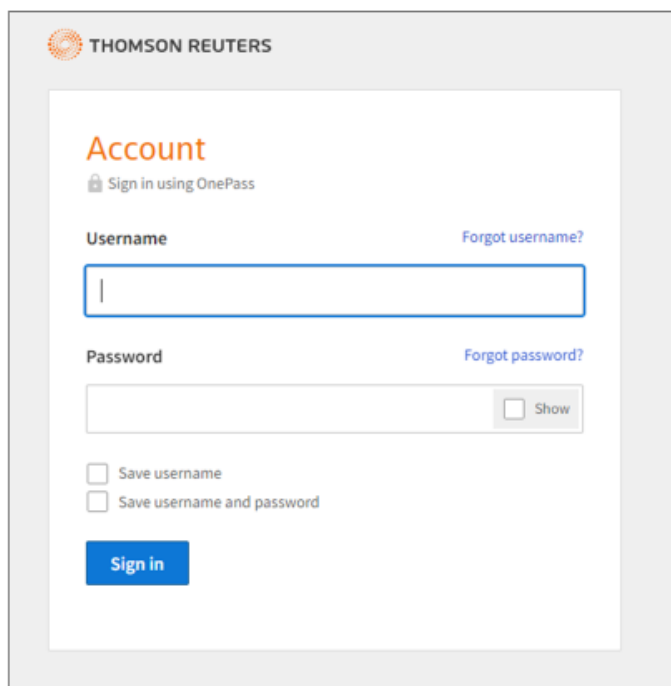 THOMSON REUTERS
Account
Sign in using OnePass
Username Forgot username?
Password Forgot password?
Show
Save username
Save username and password
Sign in